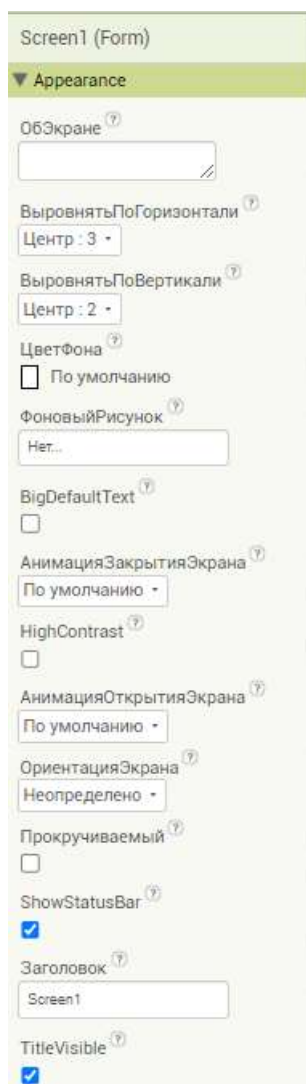 Screen1 (Form)
Appearance
ОбЭкране ?
ВыровнятьПоГоризонтали ?
Центр : 3
ВыровнятьПоВертикали ?
Центр : 2
ЦветФона ?
По умолчанию
ФоновыйРисунок ?
Нет...
BigDefaultText ?
АнимацияЗакрытияЭкрана ?
По умолчанию
HighContrast ?
АнимацияОткрытияЭкрана ?
По умолчанию
ОриентацияЭкрана ?
Неопределено
Прокручиваемый ?
ShowStatusBar ?
Заголовок ?
Screen1
TitleVisible ?